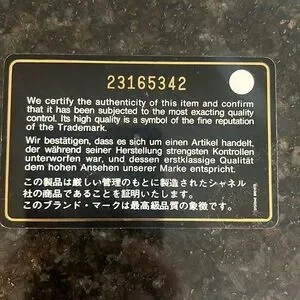 23165342
We certify the authenticity of this item and confirm
that it has been subjected to the most exacting quality
control. Its high quality is a symbol of the fine reputation
of the Trademark.
Wir bestätigen, dass es sich um einen Artikel handelt,
der während seiner Herstellung strengsten Kontrollen
unterworfen war, und dessen erstklassige Qualität
dem hohen Ansehen unserer Marke entspricht.
この製品は厳しい管理のもとに製造されたシャネル
社の商品であることを証明いたします。
このブランド・マークは最高級品質の象徴です。